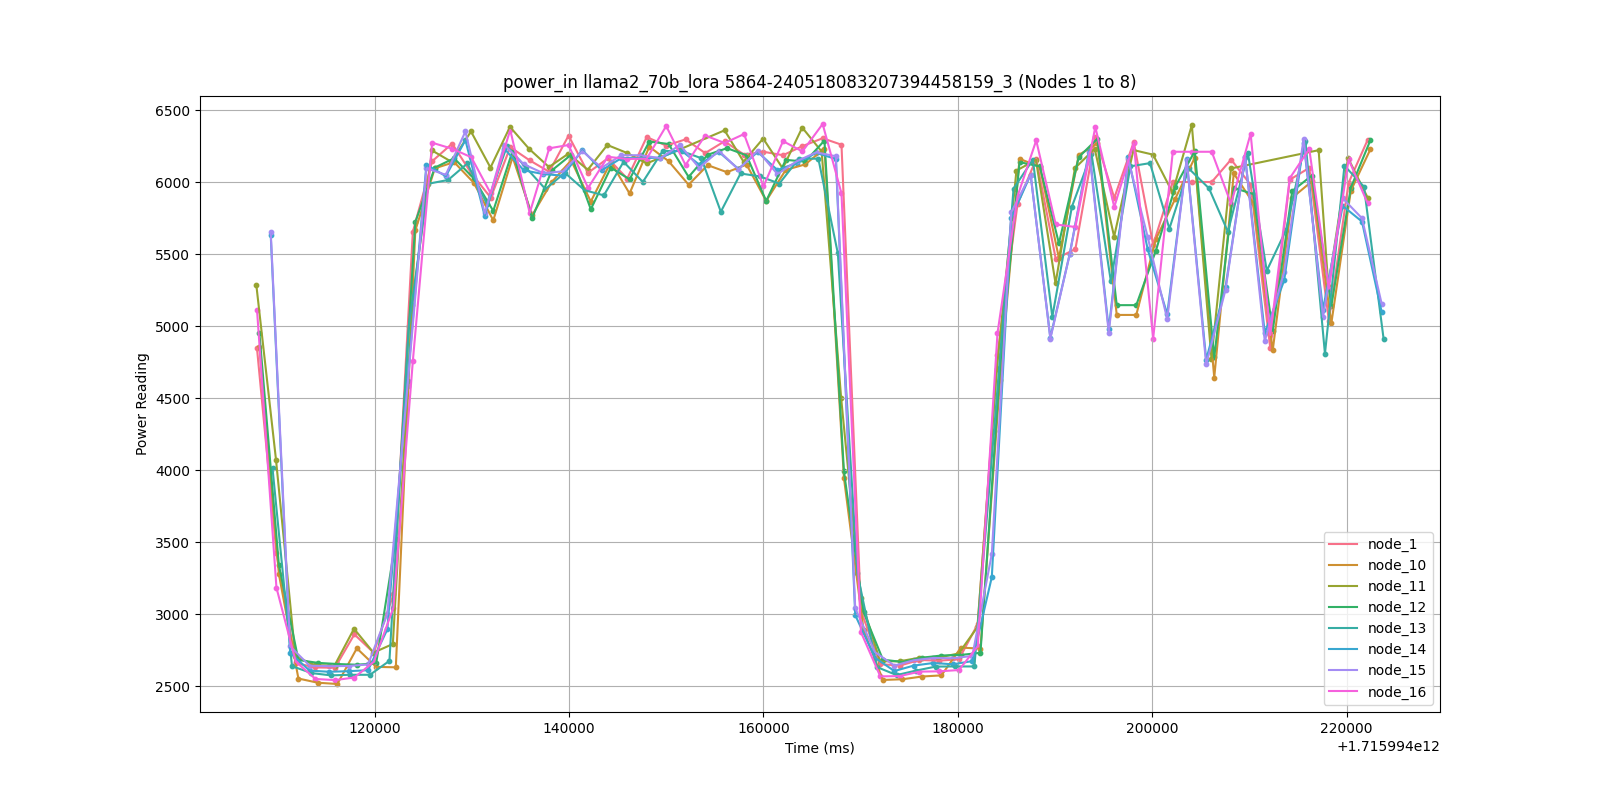 power_in llama2_70b_lora 5864-240518083207394458159_3 (Nodes 1 to 8)
6500
6000
5500
5000
4500
4000
3500
3000
2500
Power Reading
node_1
node_10
node_11
node_12
node_13
node_14
node_15
node_16
120000 140000 160000 180000 200000 220000
Time (ms)
+1.715994e12